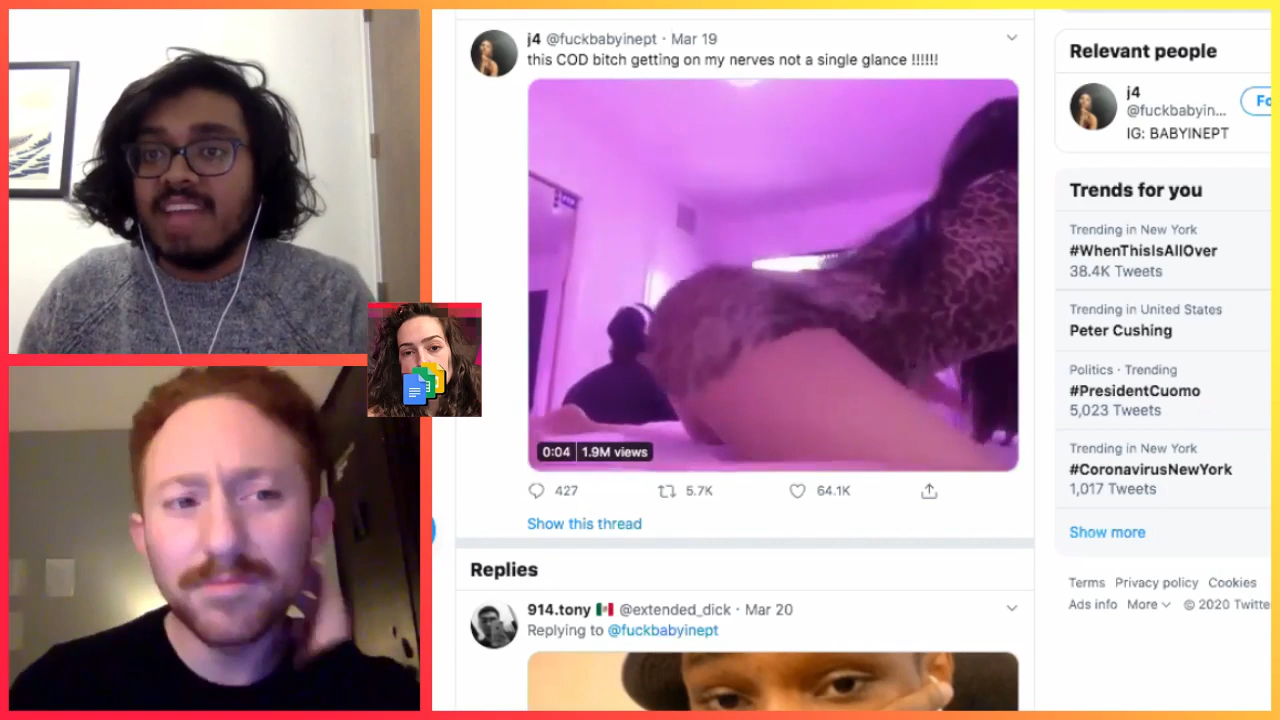 j4 @fuckbabyinept · Mar 19
this COD bitch getting on my nerves not a single glance !!!!!!
0:04 1.9M views
427 5.7K 64.1K
Show this thread
Replies
914.tony 🇲🇽 @extended_dick · Mar 20
Replying to @fuckbabyinept
Relevant people
j4
@fuckbabyin...
Fo
IG: BABYINEPT
Trends for you
Trending in New York
#WhenThisIsAllOver
38.4K Tweets
Trending in United States
Peter Cushing
Politics · Trending
#PresidentCuomo
5,023 Tweets
Trending in New York
#CoronavirusNewYork
1,017 Tweets
Show more
Terms Privacy policy Cookies
Ads info More © 2020 Twitte